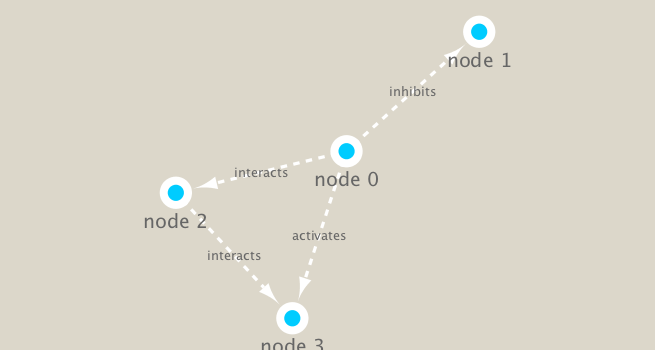 node 1
inhibits
interacts
node 0
node 2
activates
interacts
node 3